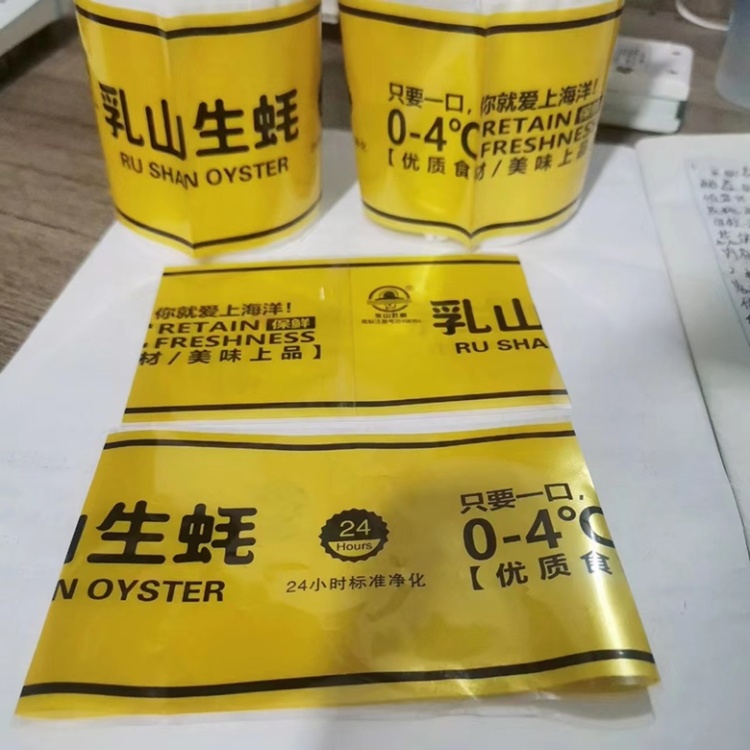 乳山生蚝
RU SHAN OYSTER
只要一口,你就爱上海洋!
0-4℃ RETAIN 保鲜
FRESHNESS
【优质食材/美味上品】
你就爱上海洋!
RETAIN 保鲜
FRESHNESS
材/美味上品】
乳山
RU SHA
山生蚝
N OYSTER
24
Hours
24小时标准净化
只要一口,
0-4℃
【优质食